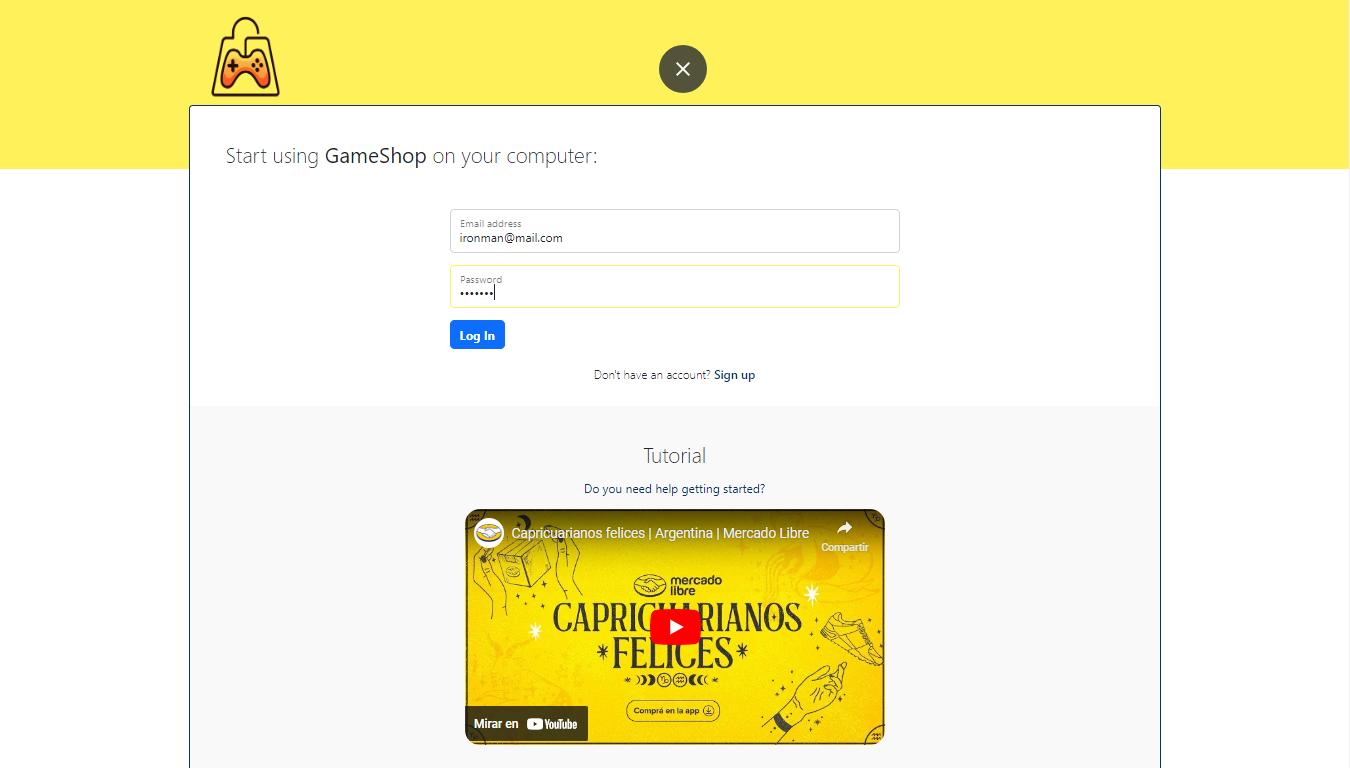 Start using GameShop on your computer:
Email address
ironman@mail.com
Password
•••••••
Log In
Don't have an account? Sign up
Tutorial
Do you need help getting started?
Capricuarianos felices | Argentina | Mercado Libre
Compartir
mercado
libre
CAPRICUARIANOS
FELICES
Comprá en la app
Mirar en YouTube